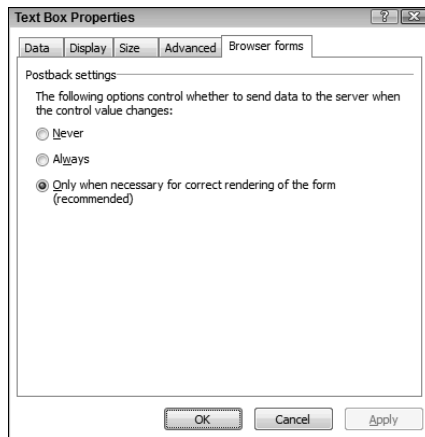 Text Box Properties
Data Display Size Advanced Browser forms
Postback settings
The following options control whether to send data to the server when
the control value changes:
Never
Always
Only when necessary for correct rendering of the form
(recommended)
OK Cancel Apply